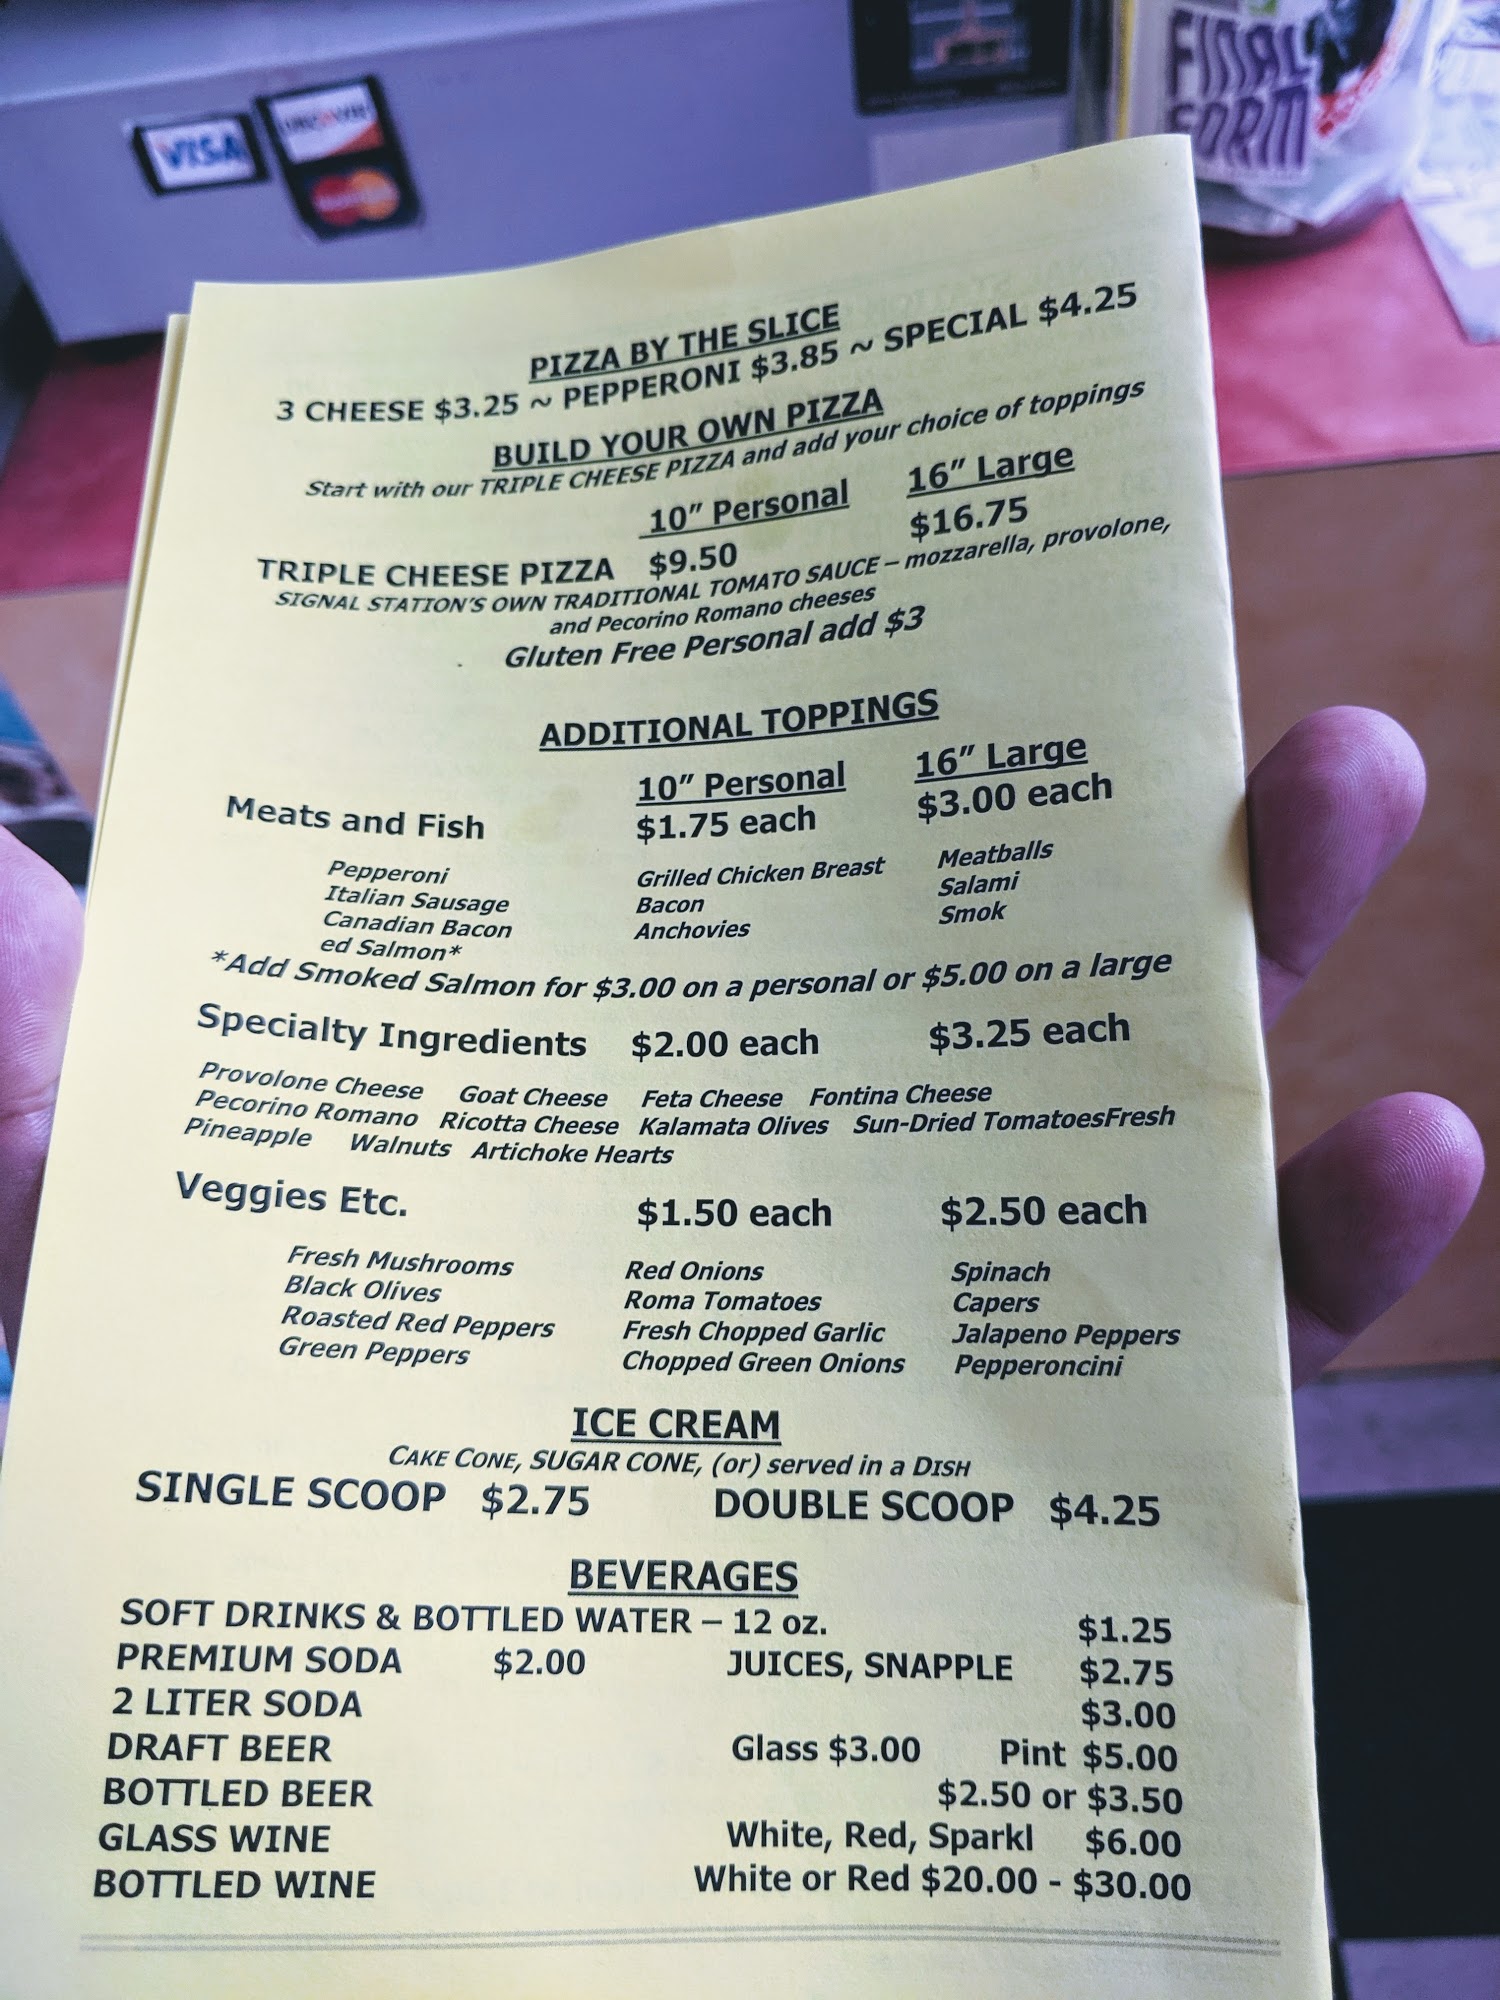 VISA
DISCOVER
MasterCard
FINAL
FORM
PIZZA BY THE SLICE
3 CHEESE $3.25 ~ PEPPERONI $3.85 ~ SPECIAL $4.25
BUILD YOUR OWN PIZZA
Start with our TRIPLE CHEESE PIZZA and add your choice of toppings
10" Personal 16" Large
TRIPLE CHEESE PIZZA $9.50 $16.75
SIGNAL STATION'S OWN TRADITIONAL TOMATO SAUCE – mozzarella, provolone,
and Pecorino Romano cheeses
Gluten Free Personal add $3
ADDITIONAL TOPPINGS
10" Personal 16" Large
Meats and Fish $1.75 each $3.00 each
Pepperoni Grilled Chicken Breast Meatballs
Italian Sausage Bacon Salami
Canadian Bacon Anchovies Smok
ed Salmon*
*Add Smoked Salmon for $3.00 on a personal or $5.00 on a large
Specialty Ingredients $2.00 each $3.25 each
Provolone Cheese Goat Cheese Feta Cheese Fontina Cheese
Pecorino Romano Ricotta Cheese Kalamata Olives Sun-Dried TomatoesFresh
Pineapple Walnuts Artichoke Hearts
Veggies Etc. $1.50 each $2.50 each
Fresh Mushrooms Red Onions Spinach
Black Olives Roma Tomatoes Capers
Roasted Red Peppers Fresh Chopped Garlic Jalapeno Peppers
Green Peppers Chopped Green Onions Pepperoncini
ICE CREAM
CAKE CONE, SUGAR CONE, (or) served in a DISH
SINGLE SCOOP $2.75 DOUBLE SCOOP $4.25
BEVERAGES
SOFT DRINKS & BOTTLED WATER – 12 oz. $1.25
PREMIUM SODA $2.00 JUICES, SNAPPLE $2.75
2 LITER SODA $3.00
DRAFT BEER Glass $3.00 Pint $5.00
BOTTLED BEER $2.50 or $3.50
GLASS WINE White, Red, Sparkl $6.00
BOTTLED WINE White or Red $20.00 - $30.00